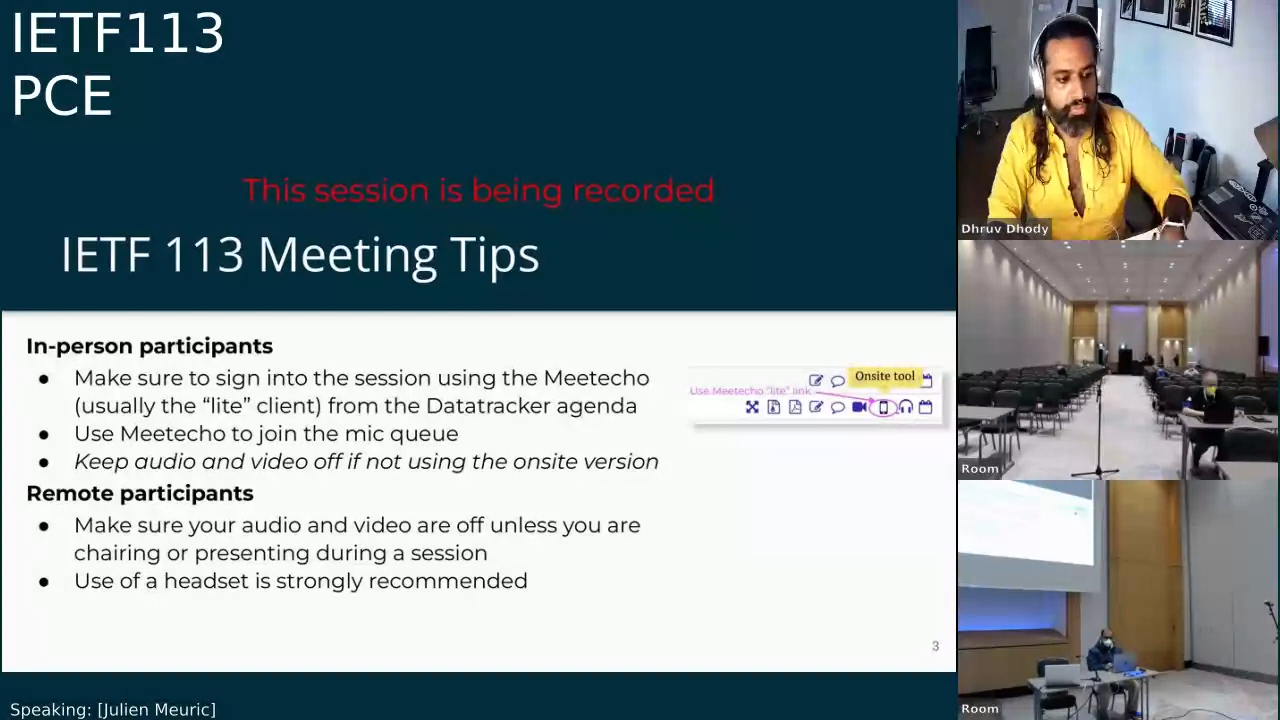 IETF113
PCE
This session is being recorded
IETF 113 Meeting Tips
In-person participants
● Make sure to sign into the session using the Meetecho
(usually the “lite” client) from the Datatracker agenda
● Use Meetecho to join the mic queue
● Keep audio and video off if not using the onsite version
Remote participants
● Make sure your audio and video are off unless you are
chairing or presenting during a session
● Use of a headset is strongly recommended
Onsite tool
Use Meetecho “lite” link
3
Speaking: [Julien Meuric]
Dhruv Dhody
Room
Room